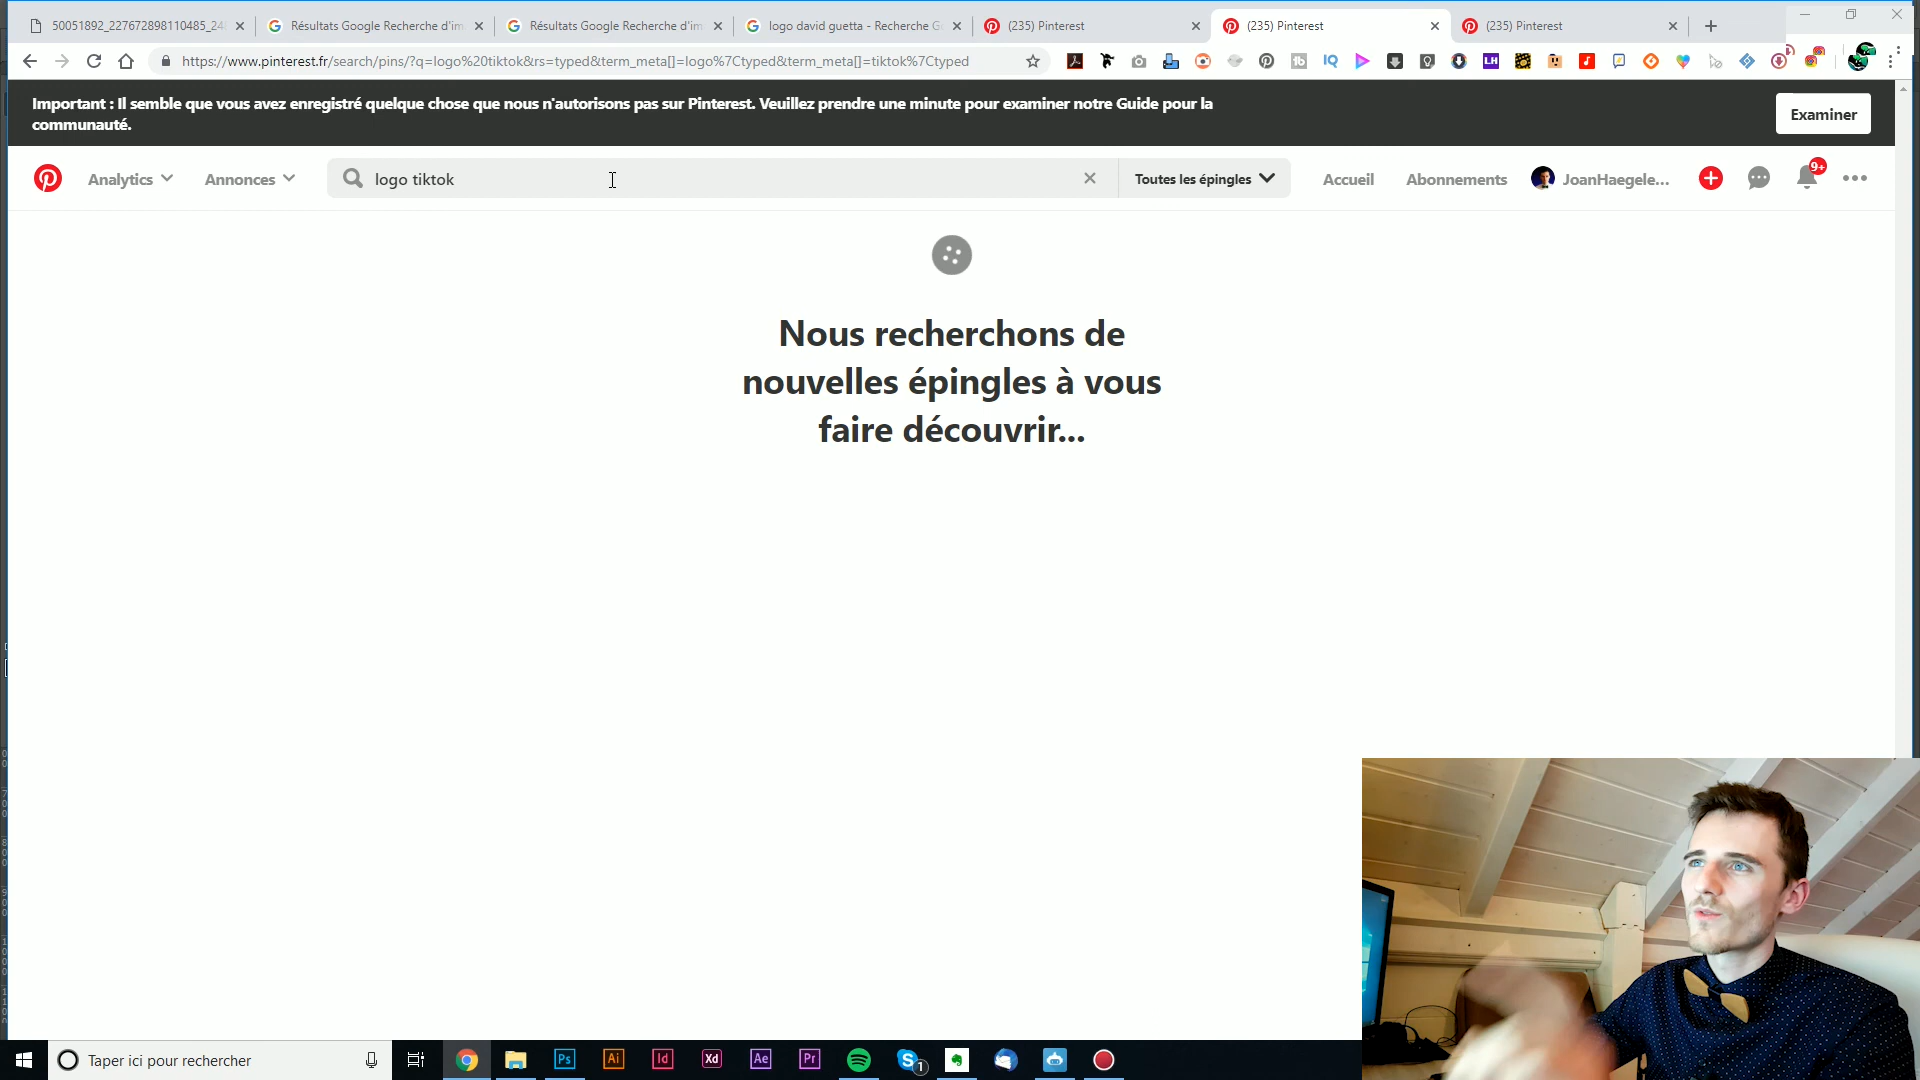 50051892_227672898110485_24
Résultats Google Recherche d'im
Résultats Google Recherche d'im
logo david guetta - Recherche G
(235) Pinterest
(235) Pinterest
(235) Pinterest
https://www.pinterest.fr/search/pins/?q=logo%20tiktok&rs=typed&term_meta[]=logo%7Ctyped&term_meta[]=tiktok%7Ctyped
Important : Il semble que vous avez enregistré quelque chose que nous n'autorisons pas sur Pinterest. Veuillez prendre une minute pour examiner notre Guide pour la
communauté.
Examiner
Analytics
Annonces
logo tiktok
Toutes les épingles
Accueil
Abonnements
JoanHaegele...
9+
Nous recherchons de
nouvelles épingles à vous
faire découvrir...
Taper ici pour rechercher
Ps
Ai
Id
Xd
Ae
Pr
1